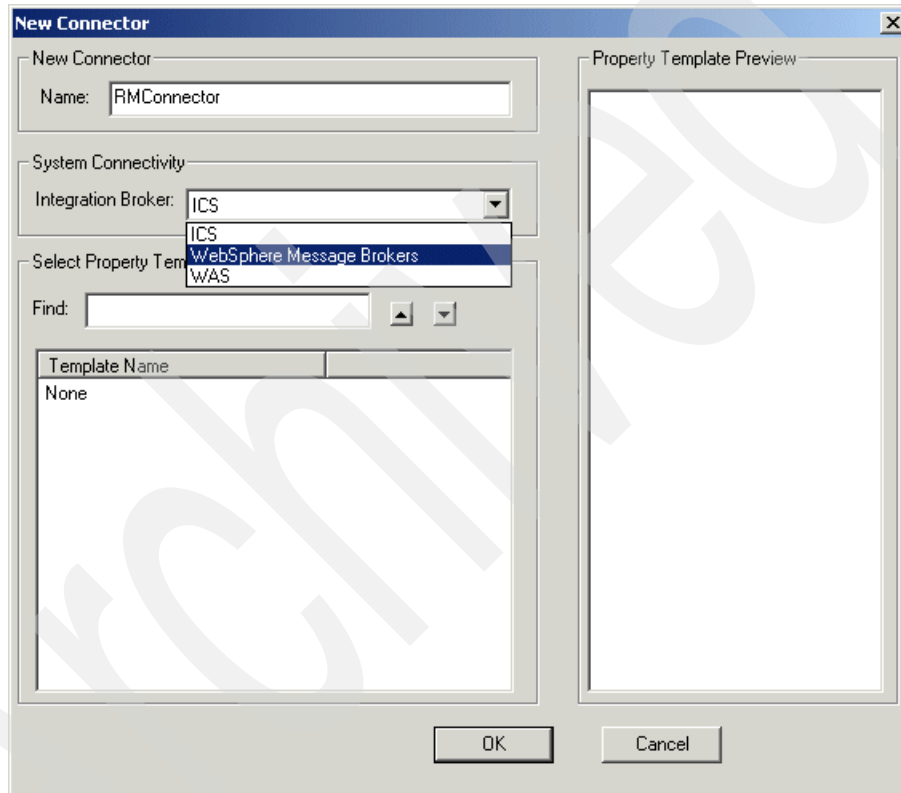 New Connector
New Connector
Name: RMConnector
System Connectivity
Integration Broker: ICS
ICS
WebSphere Message Brokers
WAS
Select Property Tem
Find:
Template Name
None
Property Template Preview
OK Cancel